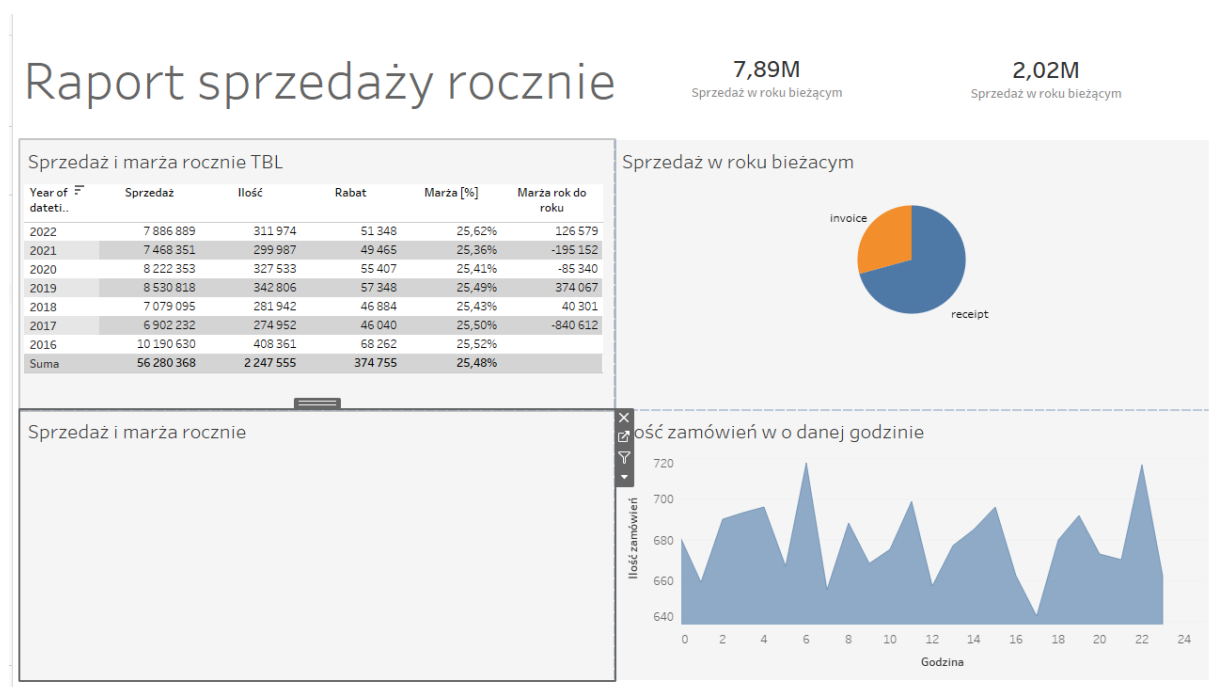 Raport sprzedaży rocznie
7,89M
Sprzedaż w roku bieżącym
2,02M
Sprzedaż w roku bieżącym
Sprzedaż i marża rocznie TBL
Year of dateti.. Sprzedaż Ilość Rabat Marża [%] Marża rok do roku
2022 7 886 889 311 974 51 348 25,62% 126 579
2021 7 468 351 299 987 49 465 25,36% -195 152
2020 8 222 353 327 533 55 407 25,41% -85 340
2019 8 530 818 342 806 57 348 25,49% 374 067
2018 7 079 095 281 942 46 884 25,43% 40 301
2017 6 902 232 274 952 46 040 25,50% -840 612
2016 10 190 630 408 361 68 262 25,52%
Suma 56 280 368 2 247 555 374 755 25,48%
Sprzedaż w roku bieżacym
invoice
receipt
Sprzedaż i marża rocznie
ość zamówień w o danej godzinie
Ilość zamówień
720
700
680
660
640
0 2 4 6 8 10 12 14 16 18 20 22 24
Godzina